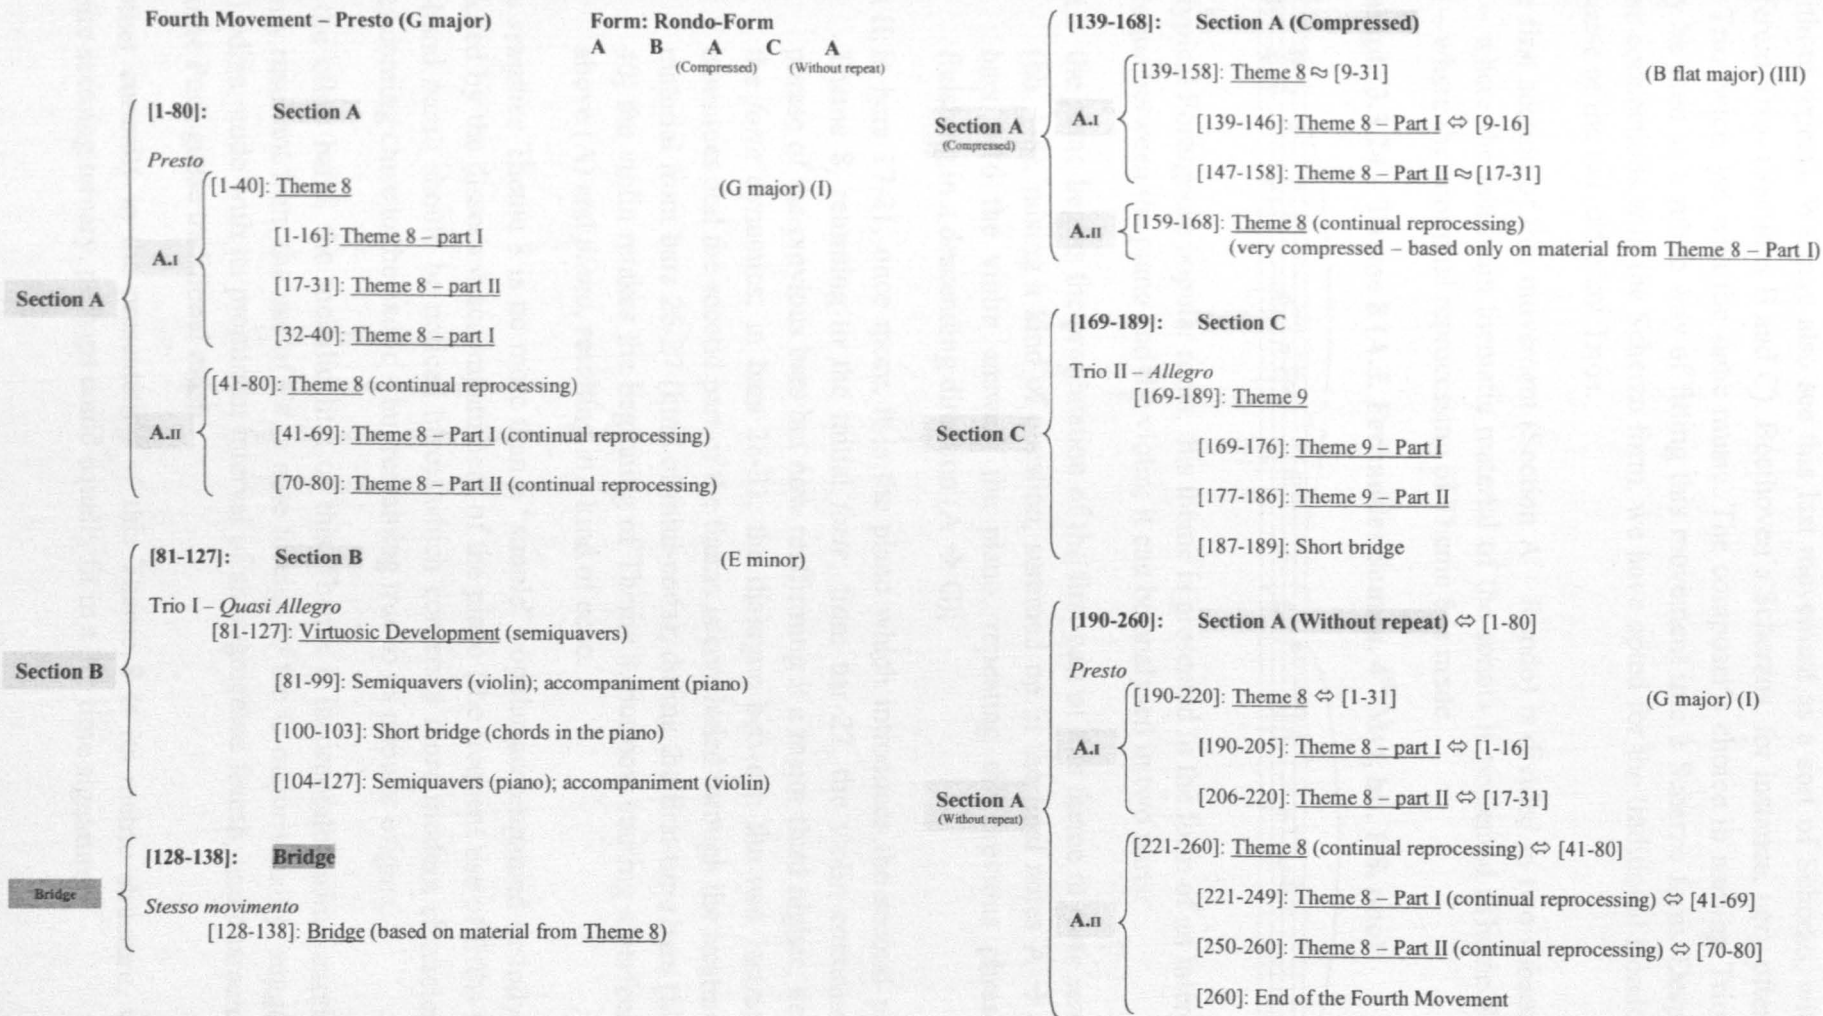 Fourth Movement – Presto (G major) Form: Rondo-Form
A B A C A
(Compressed) (Without repeat)
Section A
[1-80]: Section A
Presto
A.I
[1-40]: Theme 8 (G major) (I)
[1-16]: Theme 8 – part I
[17-31]: Theme 8 – part II
[32-40]: Theme 8 – part I
A.II
[41-80]: Theme 8 (continual reprocessing)
[41-69]: Theme 8 – Part I (continual reprocessing)
[70-80]: Theme 8 – Part II (continual reprocessing)
Section B
[81-127]: Section B (E minor)
Trio I – Quasi Allegro
[81-127]: Virtuosic Development (semiquavers)
[81-99]: Semiquavers (violin); accompaniment (piano)
[100-103]: Short bridge (chords in the piano)
[104-127]: Semiquavers (piano); accompaniment (violin)
Bridge
[128-138]: Bridge
Stesso movimento
[128-138]: Bridge (based on material from Theme 8)
Section A
(Compressed)
[139-168]: Section A (Compressed)
A.I
[139-158]: Theme 8 ≈ [9-31] (B flat major) (III)
[139-146]: Theme 8 – Part I ⇔ [9-16]
[147-158]: Theme 8 – Part II ≈ [17-31]
A.II
[159-168]: Theme 8 (continual reprocessing)
(very compressed – based only on material from Theme 8 – Part I)
Section C
[169-189]: Section C
Trio II – Allegro
[169-189]: Theme 9
[169-176]: Theme 9 – Part I
[177-186]: Theme 9 – Part II
[187-189]: Short bridge
Section A
(Without repeat)
[190-260]: Section A (Without repeat) ⇔ [1-80]
Presto
A.I
[190-220]: Theme 8 ⇔ [1-31] (G major) (I)
[190-205]: Theme 8 – part I ⇔ [1-16]
[206-220]: Theme 8 – part II ⇔ [17-31]
A.II
[221-260]: Theme 8 (continual reprocessing) ⇔ [41-80]
[221-249]: Theme 8 – Part I (continual reprocessing) ⇔ [41-69]
[250-260]: Theme 8 – Part II (continual reprocessing) ⇔ [70-80]
[260]: End of the Fourth Movement